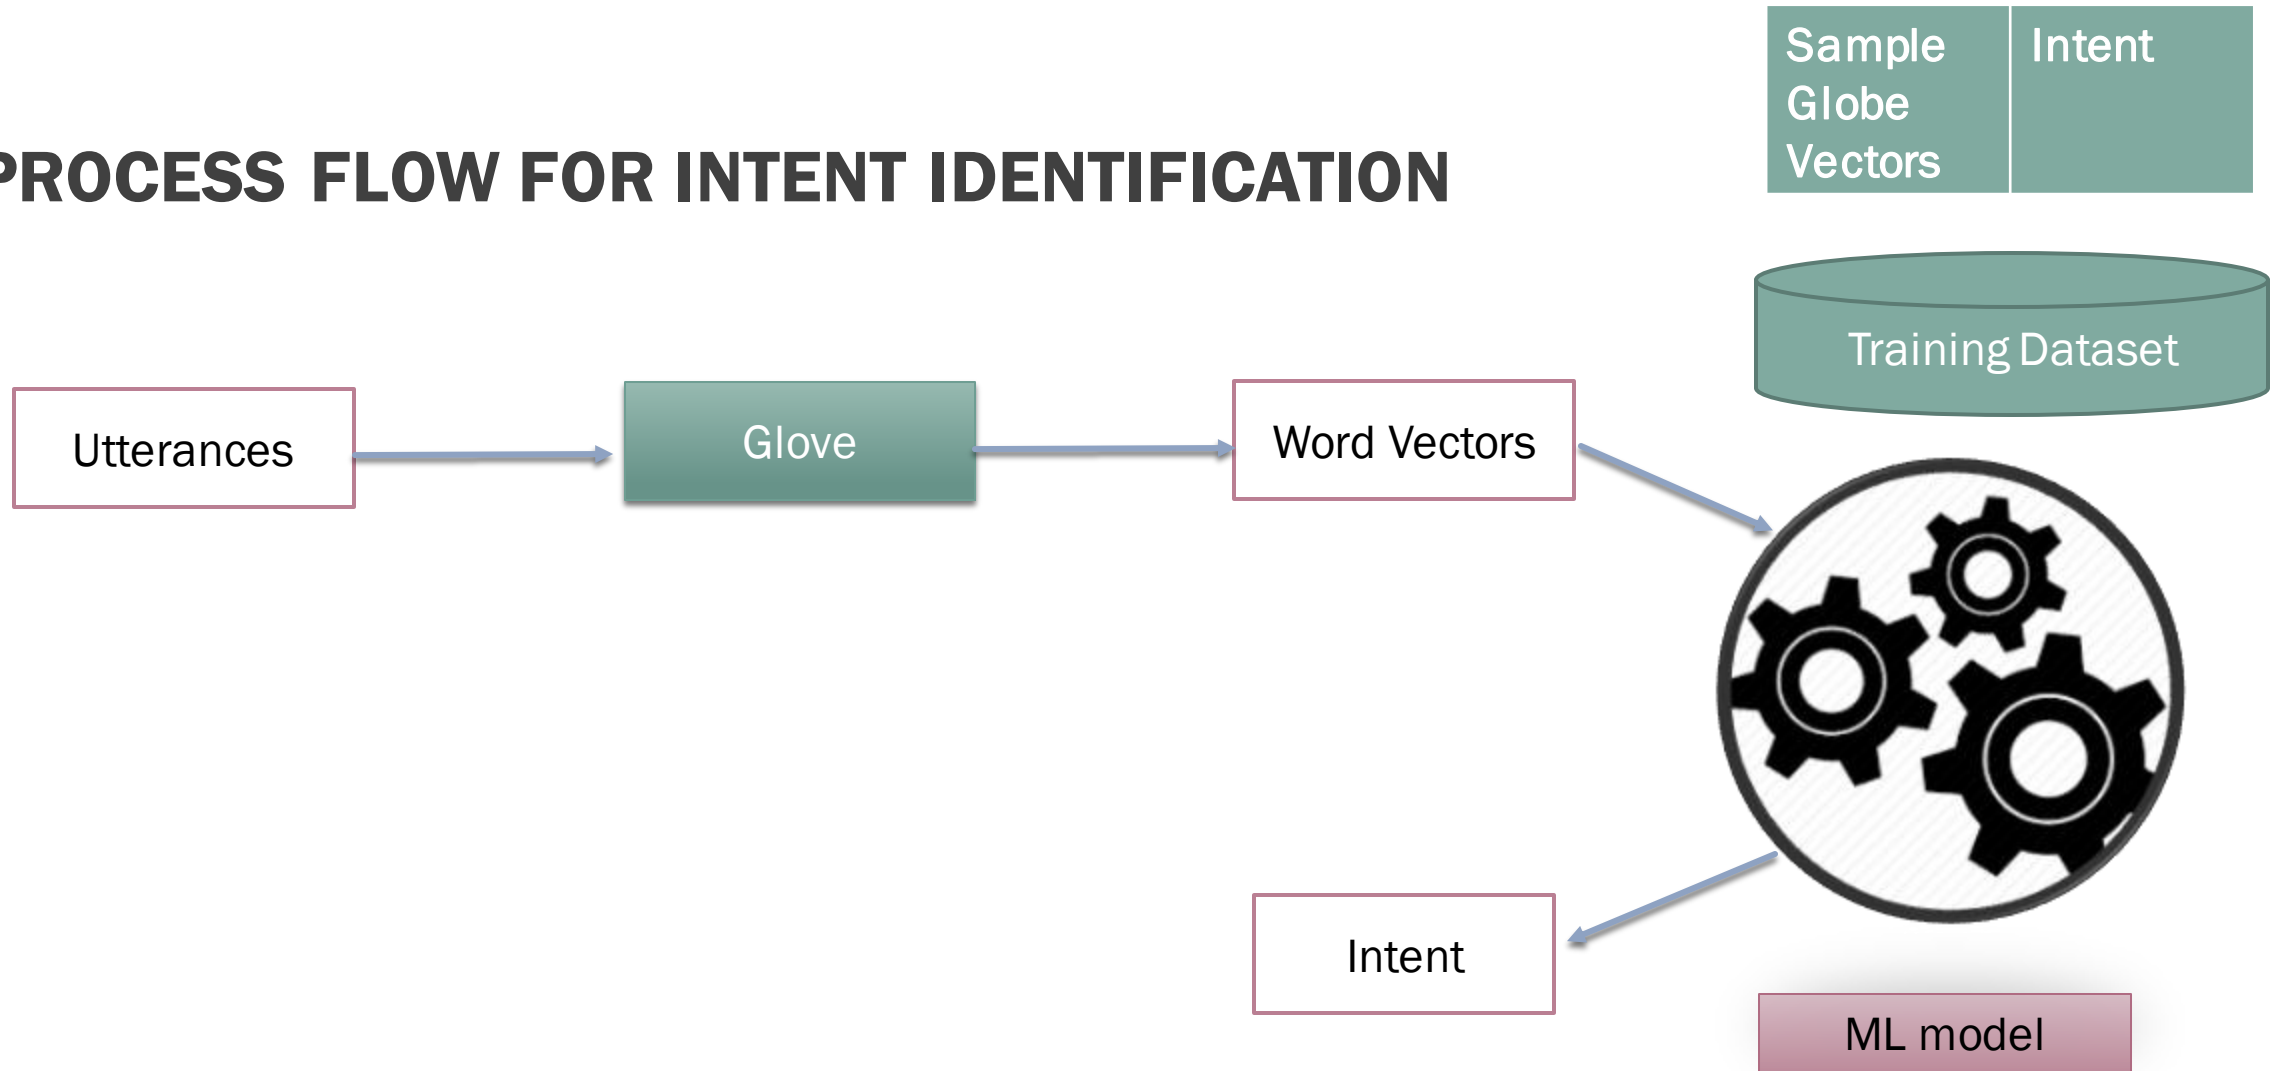 PROCESS FLOW FOR INTENT IDENTIFICATION
Sample
Globe
Vectors
Intent
Training Dataset
Utterances
Glove
Word Vectors
Intent
ML model